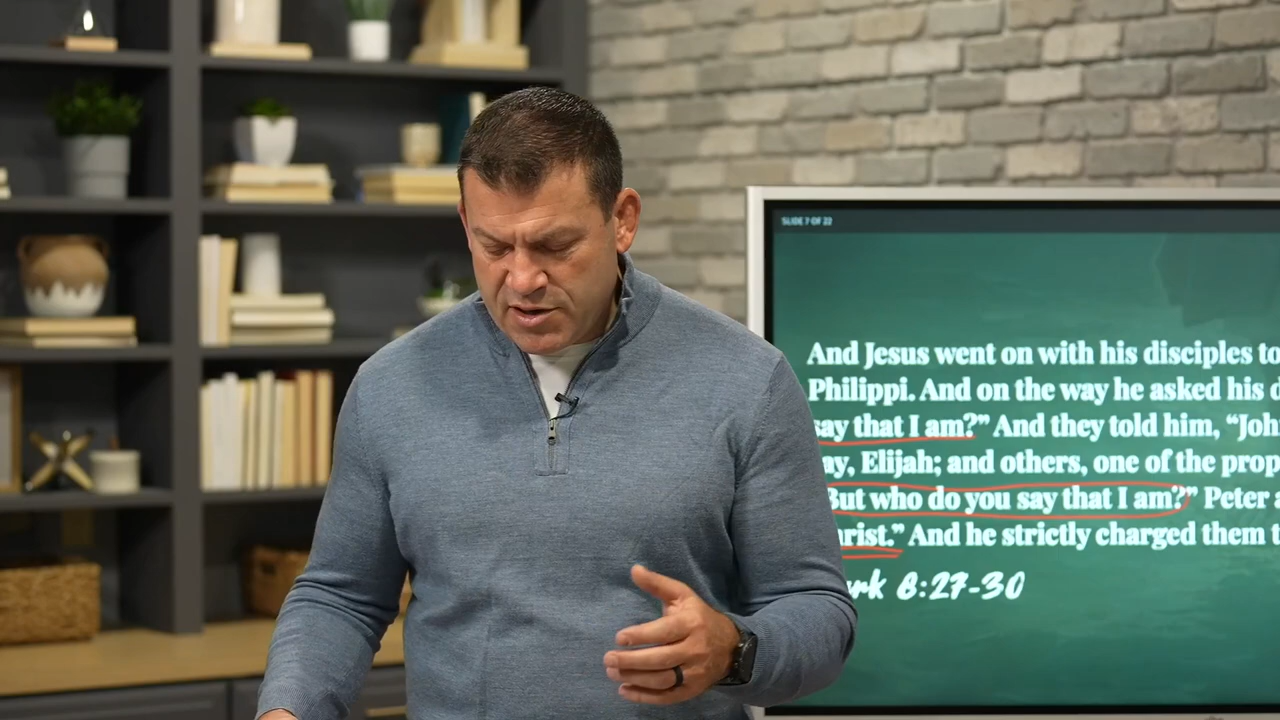 SLIDE 7 OF 22
And Jesus went on with his disciples to
Philippi. And on the way he asked his
say that I am?” And they told him, “Joh
ay, Elijah; and others, one of the prop
But who do you say that I am?” Peter a
hrist.” And he strictly charged them t
rk 8:27-30